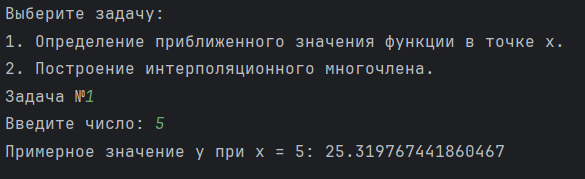 Выберите задачу:
1. Определение приближенного значения функции в точке x.
2. Построение интерполяционного многочлена.
Задача №1
Введите число: 5
Примерное значение y при x = 5: 25.319767441860467